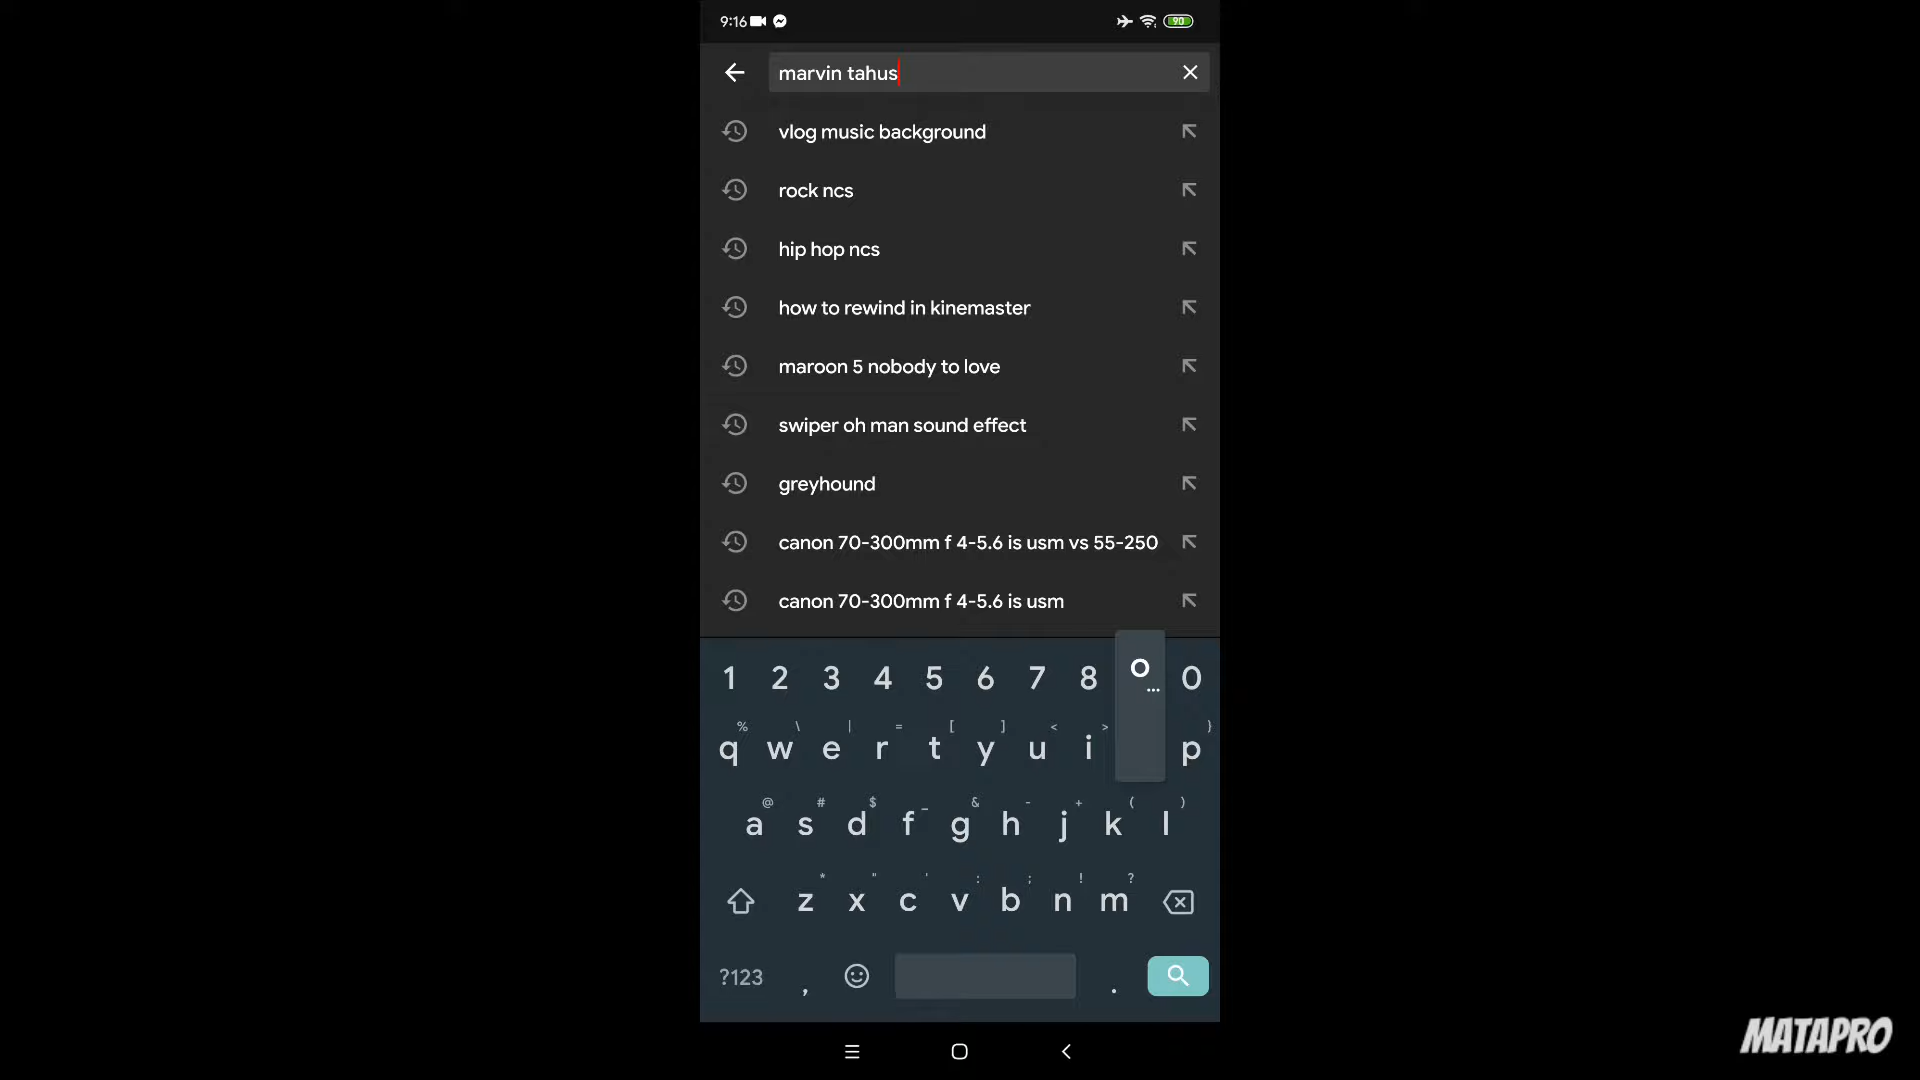 9:16
90
marvin tahus
vlog music background
rock ncs
hip hop ncs
how to rewind in kinemaster
maroon 5 nobody to love
swiper oh man sound effect
greyhound
canon 70-300mm f 4-5.6 is usm vs 55-250
canon 70-300mm f 4-5.6 is usm
1 2 3 4 5 6 7 8 o ... 0
% \ | = [ ] < > }
q w e r t y u i p
@ # $ _ & - + ( )
a s d f g h j k l
* " ' : ; ! ?
z x c v b n m
?123 , .
MATAPRO